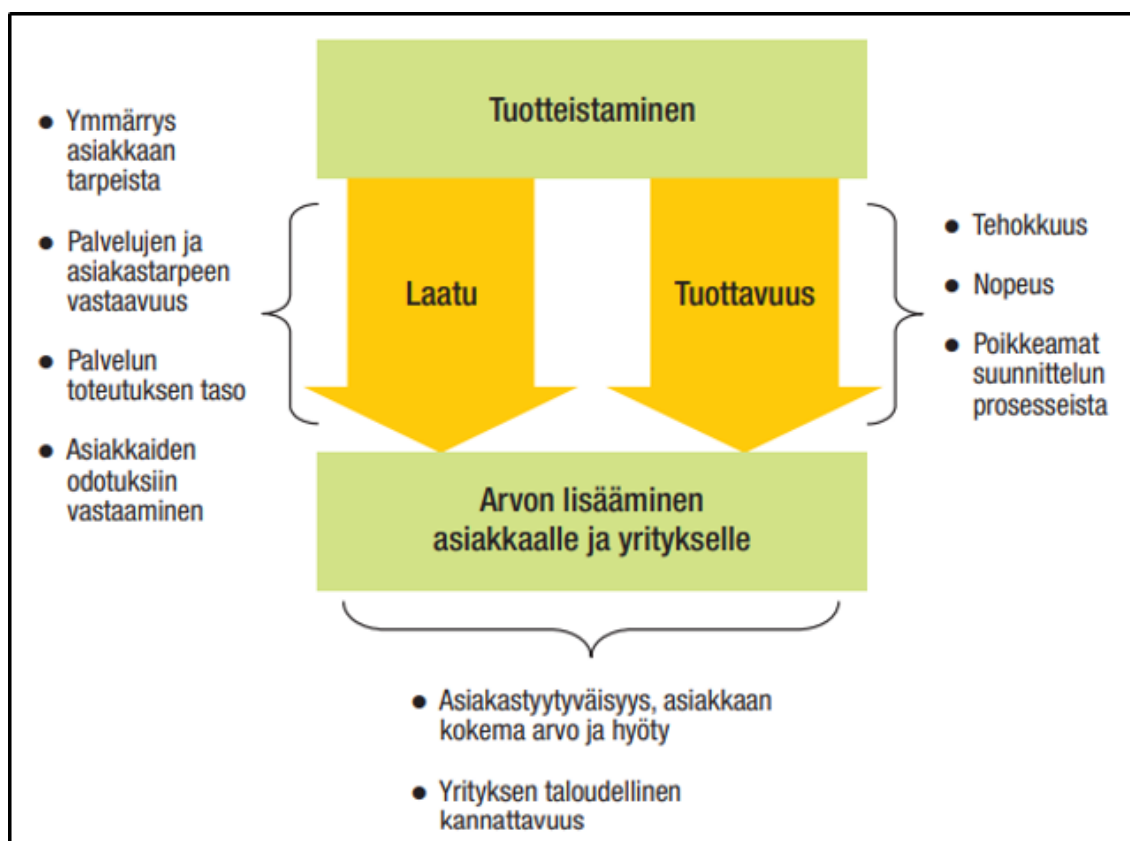 Tuotteistaminen
● Ymmärrys
asiakkaan
tarpeista
● Palvelujen ja
asiakastarpeen
vastaavuus
● Palvelun
toteutuksen taso
● Asiakkaiden
odotuksiin
vastaaminen
Laatu
Tuottavuus
● Tehokkuus
● Nopeus
● Poikkeamat
suunnittelun
prosesseista
Arvon lisääminen
asiakkaalle ja yritykselle
● Asiakastyytyväisyys, asiakkaan
kokema arvo ja hyöty
● Yrityksen taloudellinen
kannattavuus